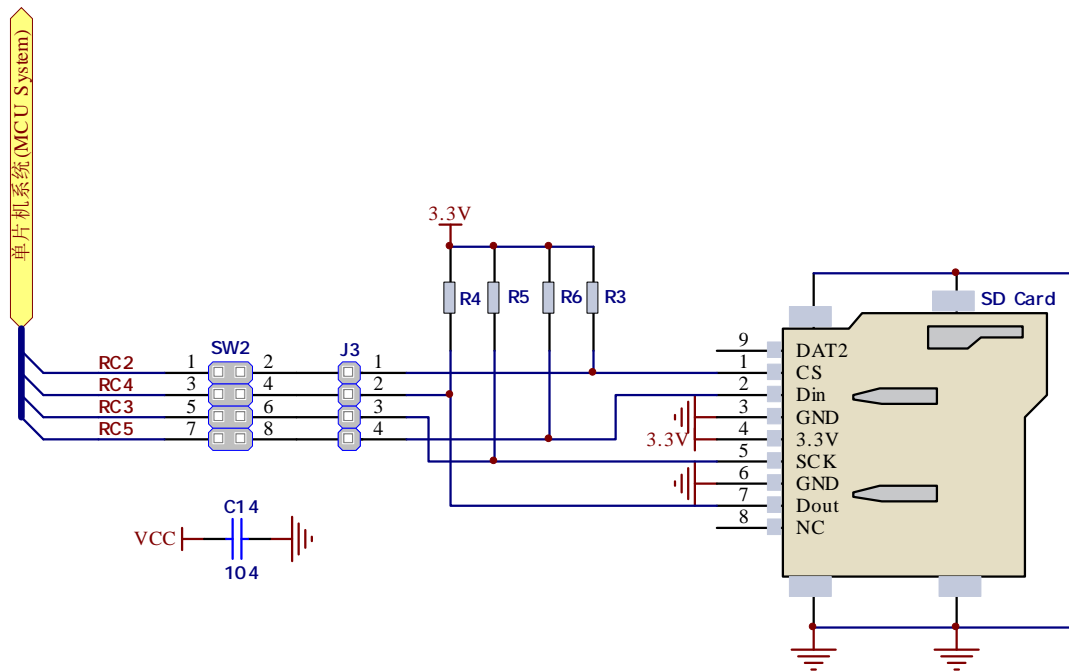 单片机系统(MCU System)
3.3V
R4
R5
R6
R3
SD Card
SW2
J3
RC2
1
2
1
RC4
3
4
2
RC3
5
6
3
RC5
7
8
4
9
DAT2
1
CS
2
Din
3
GND
3.3V
4
3.3V
5
SCK
6
GND
7
Dout
8
NC
C14
VCC
104